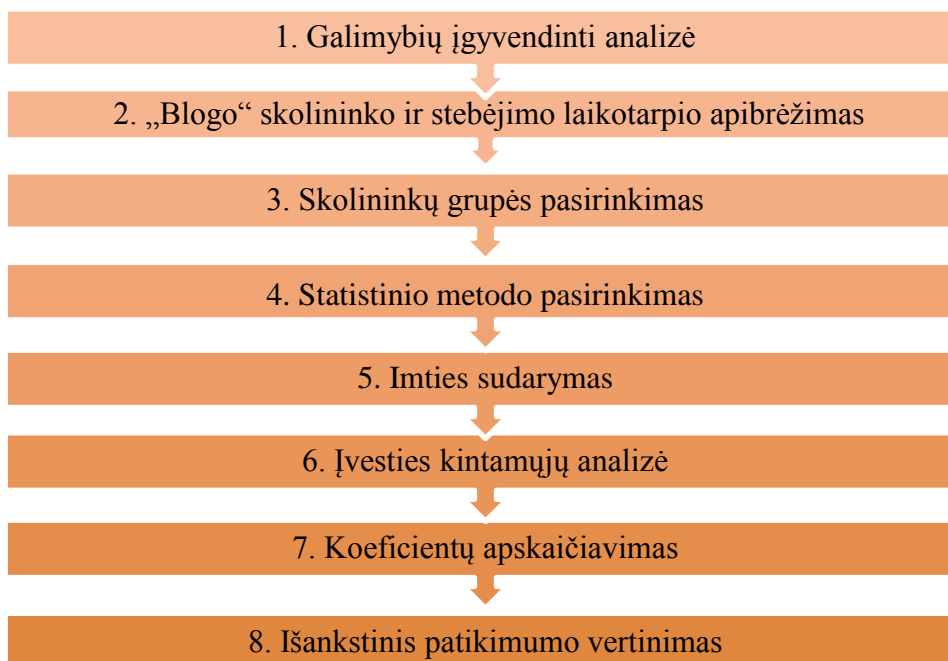 1. Galimybių įgyvendinti analizė
2. „Blogo“ skolininko ir stebėjimo laikotarpio apibrėžimas
3. Skolininkų grupės pasirinkimas
4. Statistinio metodo pasirinkimas
5. Imties sudarymas
6. Įvesties kintamųjų analizė
7. Koeficientų apskaičiavimas
8. Išankstinis patikimumo vertinimas